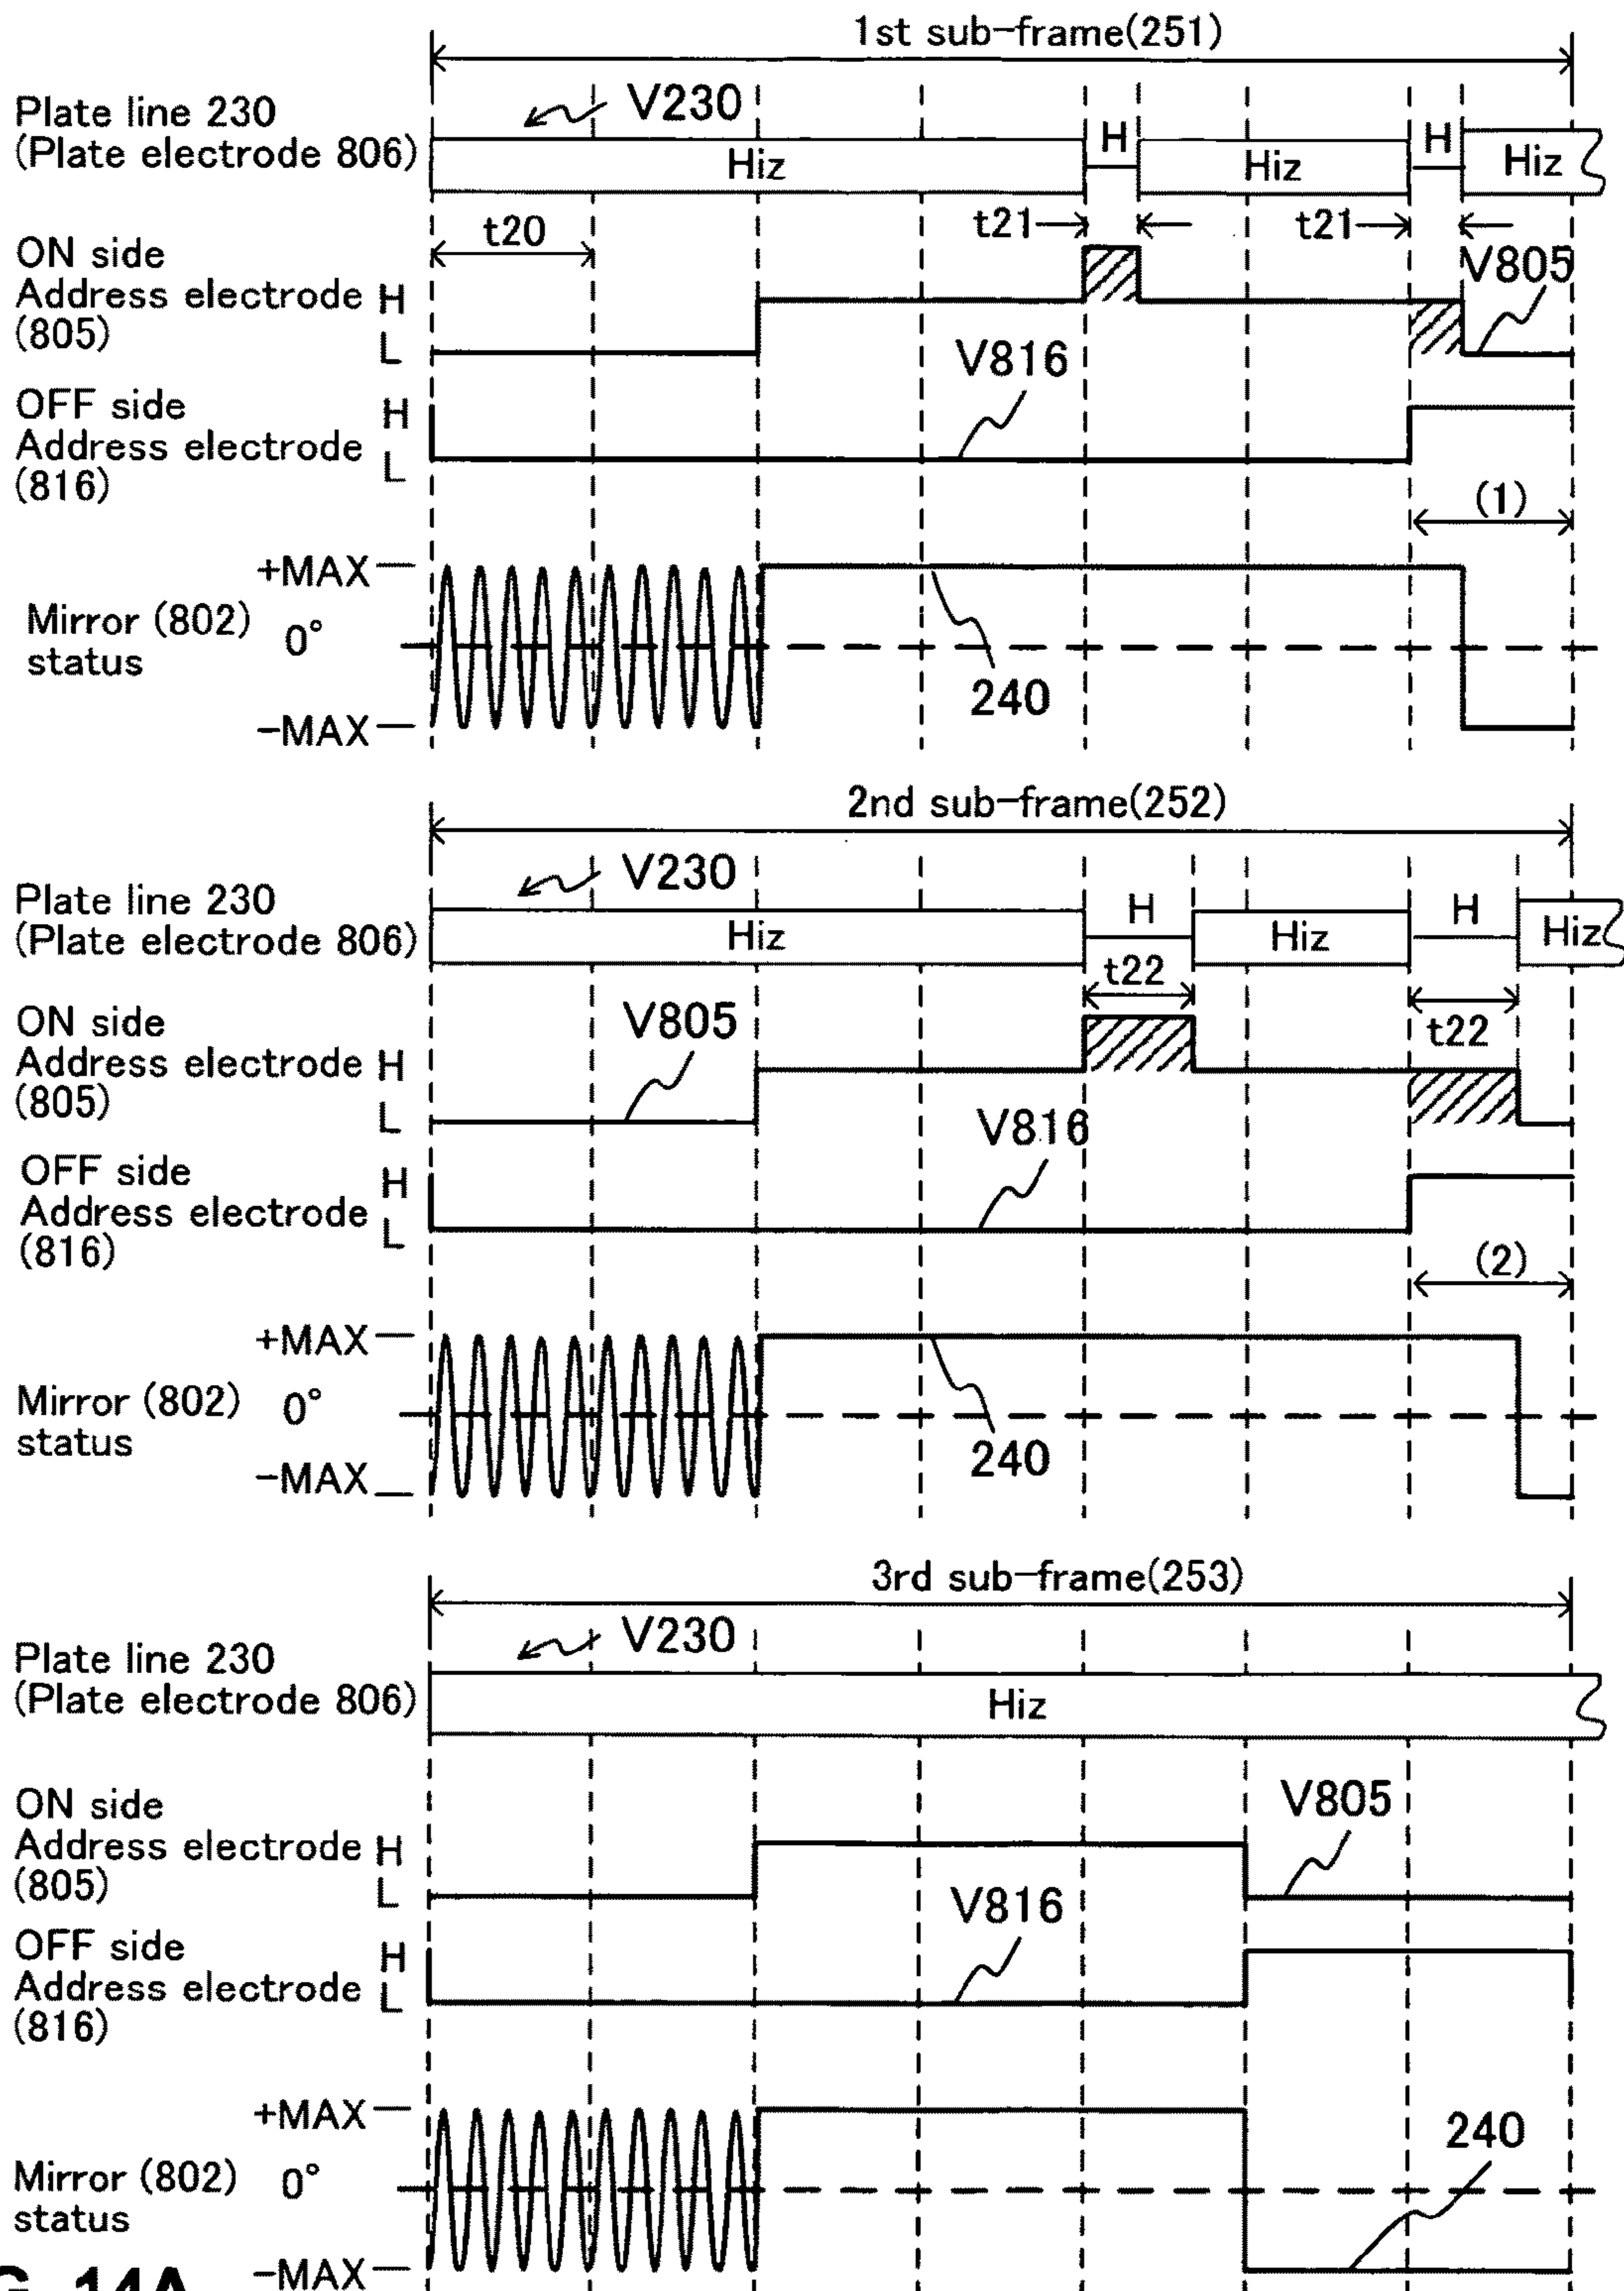 1st sub-frame(251)
Plate line 230
(Plate electrode 806)
V230
Hiz
H
Hiz
H
Hiz
t20
t21
t21
ON side
Address electrode
(805)
H
L
V805
OFF side
Address electrode
(816)
H
L
V816
(1)
+MAX
Mirror (802)
status
0°
-MAX
240
2nd sub-frame(252)
Plate line 230
(Plate electrode 806)
V230
Hiz
H
Hiz
H
Hiz
t22
t22
ON side
Address electrode
(805)
H
L
V805
OFF side
Address electrode
(816)
H
L
V816
(2)
+MAX
Mirror (802)
status
0°
-MAX
240
3rd sub-frame(253)
Plate line 230
(Plate electrode 806)
V230
Hiz
ON side
Address electrode
(805)
H
L
V805
OFF side
Address electrode
(816)
H
L
V816
+MAX
Mirror (802)
status
0°
-MAX
240
14A